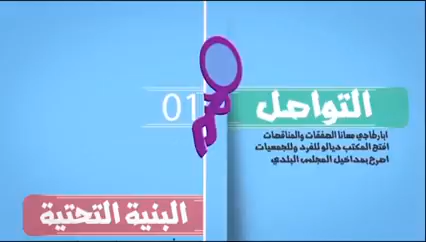 التواصل
01
ابارطاجي معانا الصفقات والمناقصات
افتح المكتب ديالو للفرد وللجمعيات
اصرح بمداخيل المجلس البلدي
البنية التحتية